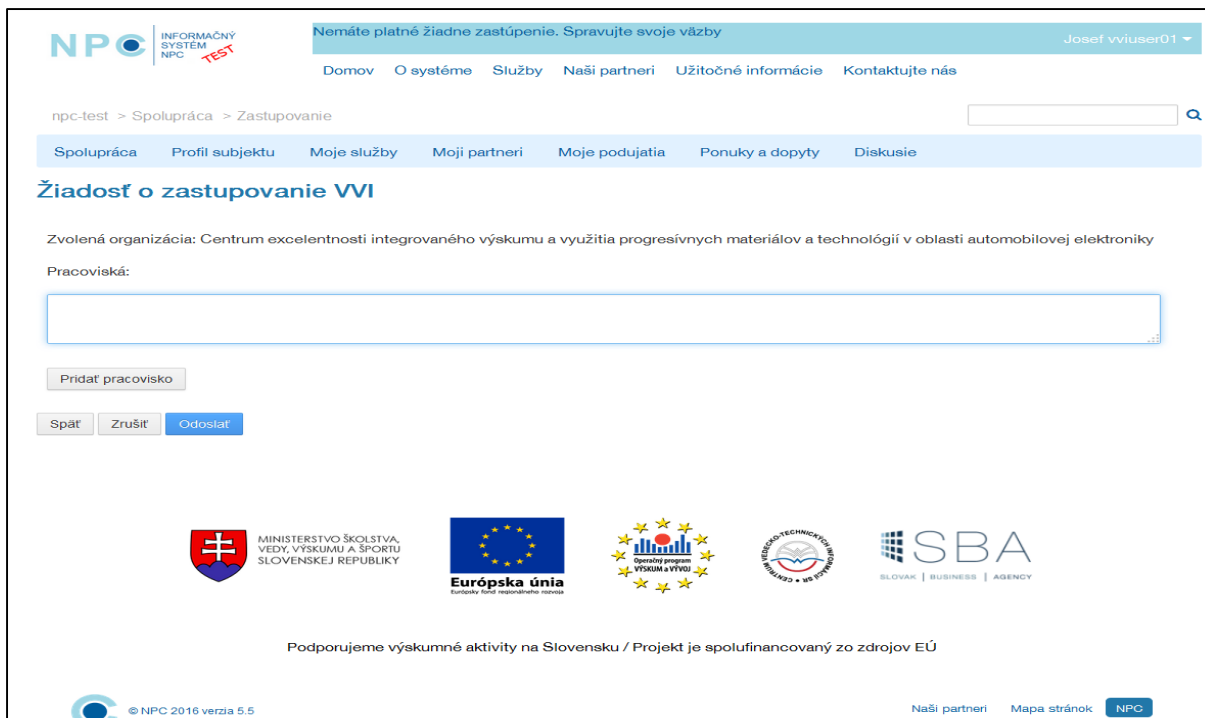 NPC
INFORMAČNÝ
SYSTÉM
NPC TEST
Nemáte platné žiadne zastúpenie. Spravujte svoje väzby
Josef vviuser01
Domov O systéme Služby Naši partneri Užitočné informácie Kontaktujte nás
npc-test > Spolupráca > Zastupovanie
Spolupráca Profil subjektu Moje služby Moji partneri Moje podujatia Ponuky a dopyty Diskusie
Žiadosť o zastupovanie VVI
Zvolená organizácia: Centrum excelentnosti integrovaného výskumu a využitia progresívnych materiálov a technológií v oblasti automobilovej elektroniky
Pracoviská:
Pridať pracovisko
Späť Zrušiť Odoslať
MINISTERSTVO ŠKOLSTVA,
VEDY, VÝSKUMU A ŠPORTU
SLOVENSKEJ REPUBLIKY
Európska únia
Európsky fond regionálneho rozvoja
Operačný program
VÝSKUM a VÝVOJ
CENTRUM VEDECKO-TECHNICKÝCH INFORMÁCIÍ SR
SBA
SLOVAK | BUSINESS | AGENCY
Podporujeme výskumné aktivity na Slovensku / Projekt je spolufinancovaný zo zdrojov EÚ
© NPC 2016 verzia 5.5
Naši partneri Mapa stránok NPC